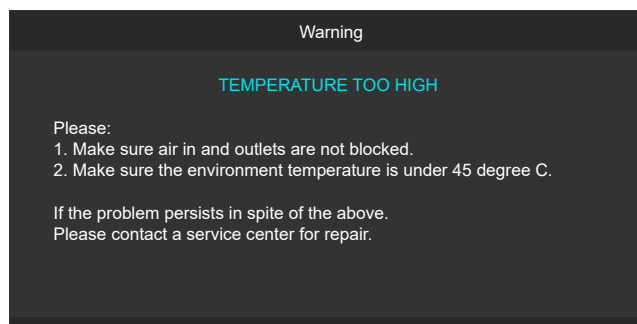 Warning
TEMPERATURE TOO HIGH
Please:
1. Make sure air in and outlets are not blocked.
2. Make sure the environment temperature is under 45 degree C.
If the problem persists in spite of the above.
Please contact a service center for repair.